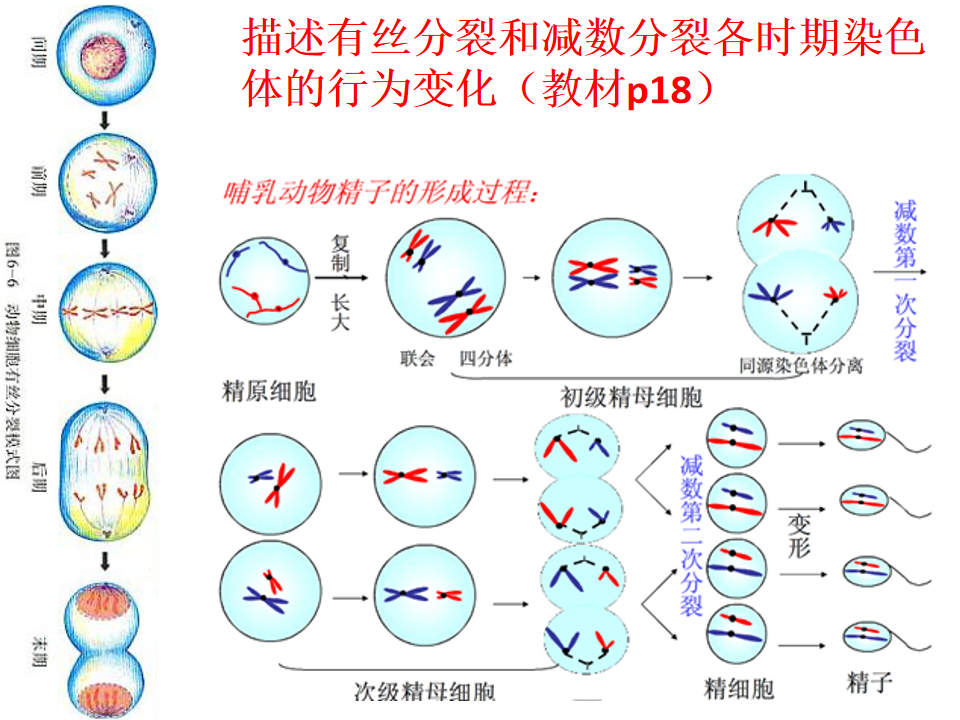 描述有丝分裂和减数分裂各时期染色
体的行为变化（教材p18）
间期
前期
中期
后期
末期
图6-6 动物细胞有丝分裂模式图
哺乳动物精子的形成过程：
复制、长大
减数第一次分裂
联会 四分体
同源染色体分离
精原细胞
初级精母细胞
减数第二次分裂
变形
次级精母细胞
精细胞
精子